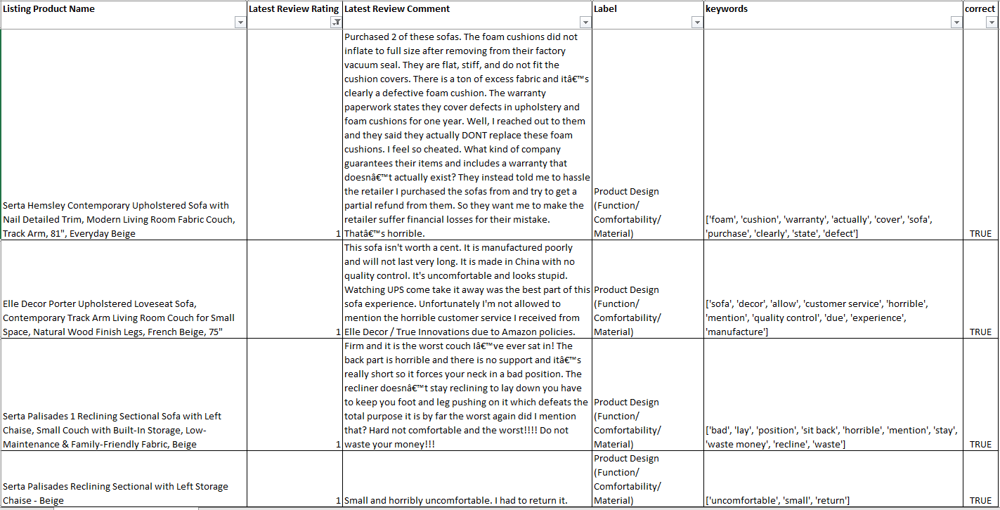 Listing Product Name Latest Review Rating Latest Review Comment Label keywords correct
Purchased 2 of these sofas. The foam cushions did not
inflate to full size after removing from their factory
vacuum seal. They are flat, stiff, and do not fit the
cushion covers. There is a ton of excess fabric and itâ€™s
clearly a defective foam cushion. The warranty
paperwork states they cover defects in upholstery and
foam cushions for one year. Well, I reached out to them
and they said they actually DONT replace these foam
cushions. I feel so cheated. What kind of company
guarantees their items and includes a warranty that
doesnâ€™t actually exist? They instead told me to hassle
the retailer I purchased the sofas from and try to get a
partial refund from them. So they want me to make the
retailer suffer financial losses for their mistake.
Thatâ€™s horrible.
Serta Hemsley Contemporary Upholstered Sofa with
Nail Detailed Trim, Modern Living Room Fabric Couch,
Track Arm, 81", Everyday Beige
1
Product Design
(Function/
Comfortability/
Material)
['foam', 'cushion', 'warranty', 'actually', 'cover', 'sofa',
'purchase', 'clearly', 'state', 'defect']
TRUE
This sofa isn't worth a cent. It is manufactured poorly
and will not last very long. It is made in China with no
quality control. It's uncomfortable and looks stupid.
Watching UPS come take it away was the best part of this
sofa experience. Unfortunately I'm not allowed to
mention the horrible customer service I received from
Elle Decor / True Innovations due to Amazon policies.
Elle Decor Porter Upholstered Loveseat Sofa,
Contemporary Track Arm Living Room Couch for Small
Space, Natural Wood Finish Legs, French Beige, 75"
1
Product Design
(Function/
Comfortability/
Material)
['sofa', 'decor', 'allow', 'customer service', 'horrible',
'mention', 'quality control', 'due', 'experience',
'manufacture']
TRUE
Firm and it is the worst couch Iâ€™ve ever sat in! The
back part is horrible and there is no support and itâ€™s
really short so it forces your neck in a bad position. The
recliner doesnâ€™t stay reclining to lay down you have
to keep you foot and leg pushing on it which defeats the
total purpose it is by far the worst again did I mention
that? Hard not comfortable and the worst!!!! Do not
waste your money!!!
Serta Palisades 1 Reclining Sectional Sofa with Left
Chaise, Small Couch with Built-In Storage, Low-
Maintenance & Family-Friendly Fabric, Beige
1
Product Design
(Function/
Comfortability/
Material)
['bad', 'lay', 'position', 'sit back', 'horrible', 'mention', 'stay',
'waste money', 'recline', 'waste']
TRUE
Serta Palisades Reclining Sectional with Left Storage
Chaise - Beige
1
Small and horribly uncomfortable. I had to return it.
Product Design
(Function/
Comfortability/
Material)
['uncomfortable', 'small', 'return']
TRUE